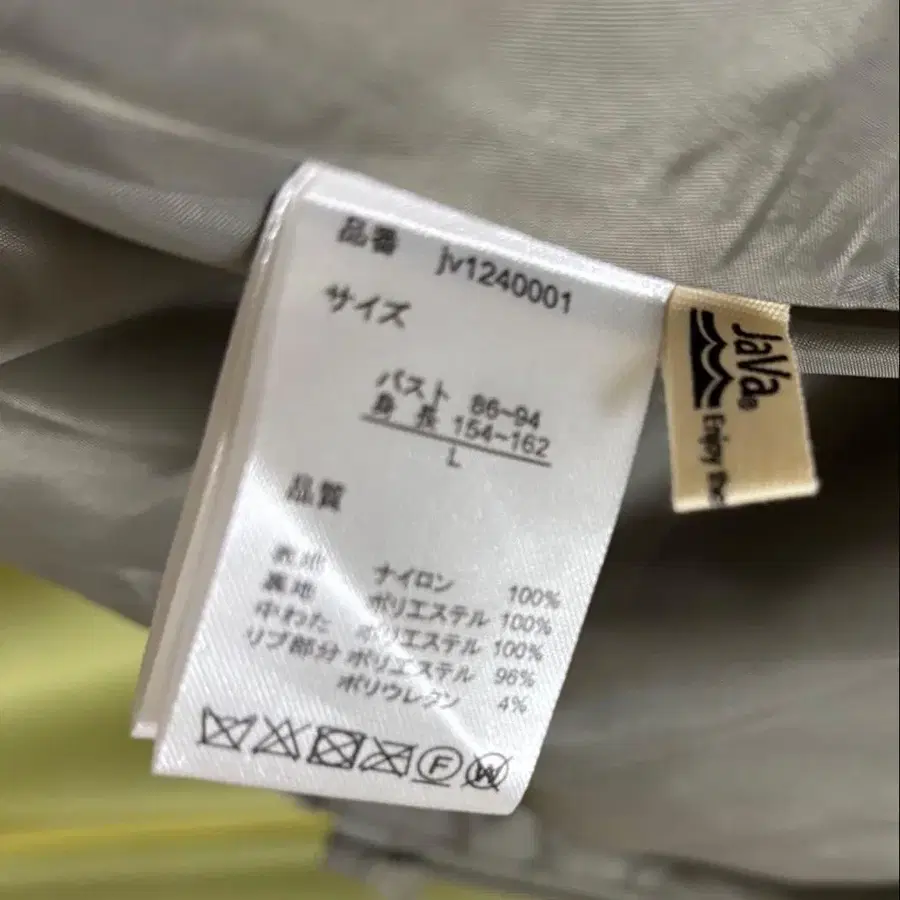 品番 jv1240001
サイズ
バスト 86~94
身長 154~162
L
品質
表地 ナイロン 100%
裏地 ポリエステル 100%
中わた ポリエステル 100%
リブ部分 ポリエステル 96%
ポリウレタン 4%
F W
JaVa®
Enjoy the